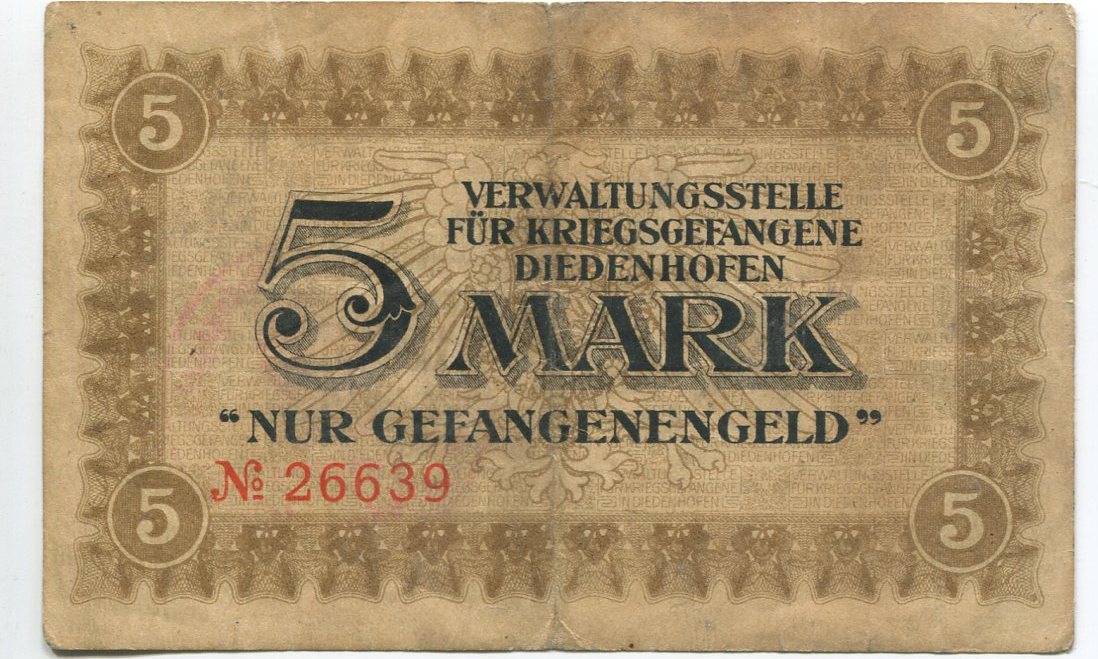 5 5
VERWALTUNGSSTELLE
FÜR KRIEGSGEFANGENE
DIEDENHOFEN
5 MARK
“NUR GEFANGENENGELD”
№ 26639
5 5